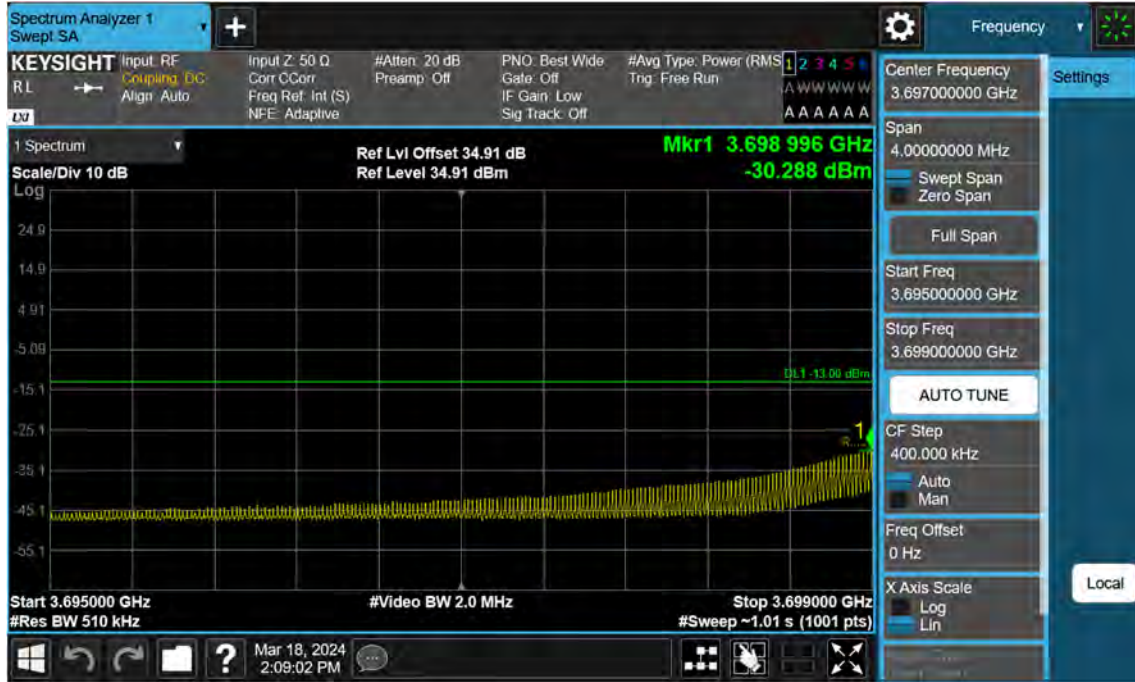 Spectrum Analyzer 1
Swept SA
+
Frequency
KEYSIGHT
RL
LXI
Input: RF
Coupling: DC
Align: Auto
Input Z: 50 Ω
Corr CCorr
Freq Ref: Int (S)
NFE: Adaptive
#Atten: 20 dB
Preamp: Off
PNO: Best Wide
Gate: Off
IF Gain: Low
Sig Track: Off
#Avg Type: Power (RMS
Trig: Free Run
1 2 3 4 5 6
A W W W W W
A A A A A A
Center Frequency
3.697000000 GHz
Settings
Span
4.00000000 MHz
Swept Span
Zero Span
Full Span
Start Freq
3.695000000 GHz
Stop Freq
3.699000000 GHz
AUTO TUNE
CF Step
400.000 kHz
Auto
Man
Freq Offset
0 Hz
X Axis Scale
Log
Lin
Local
1 Spectrum
Scale/Div 10 dB
Ref Lvl Offset 34.91 dB
Ref Level 34.91 dBm
Mkr1 3.698 996 GHz
-30.288 dBm
Log
24.9
14.9
4.91
-5.09
-15.1
-25.1
-35.1
-45.1
-55.1
DL1 -13.00 dBm
1
Start 3.695000 GHz
#Res BW 510 kHz
#Video BW 2.0 MHz
Stop 3.699000 GHz
#Sweep ~1.01 s (1001 pts)
?
Mar 18, 2024
2:09:02 PM